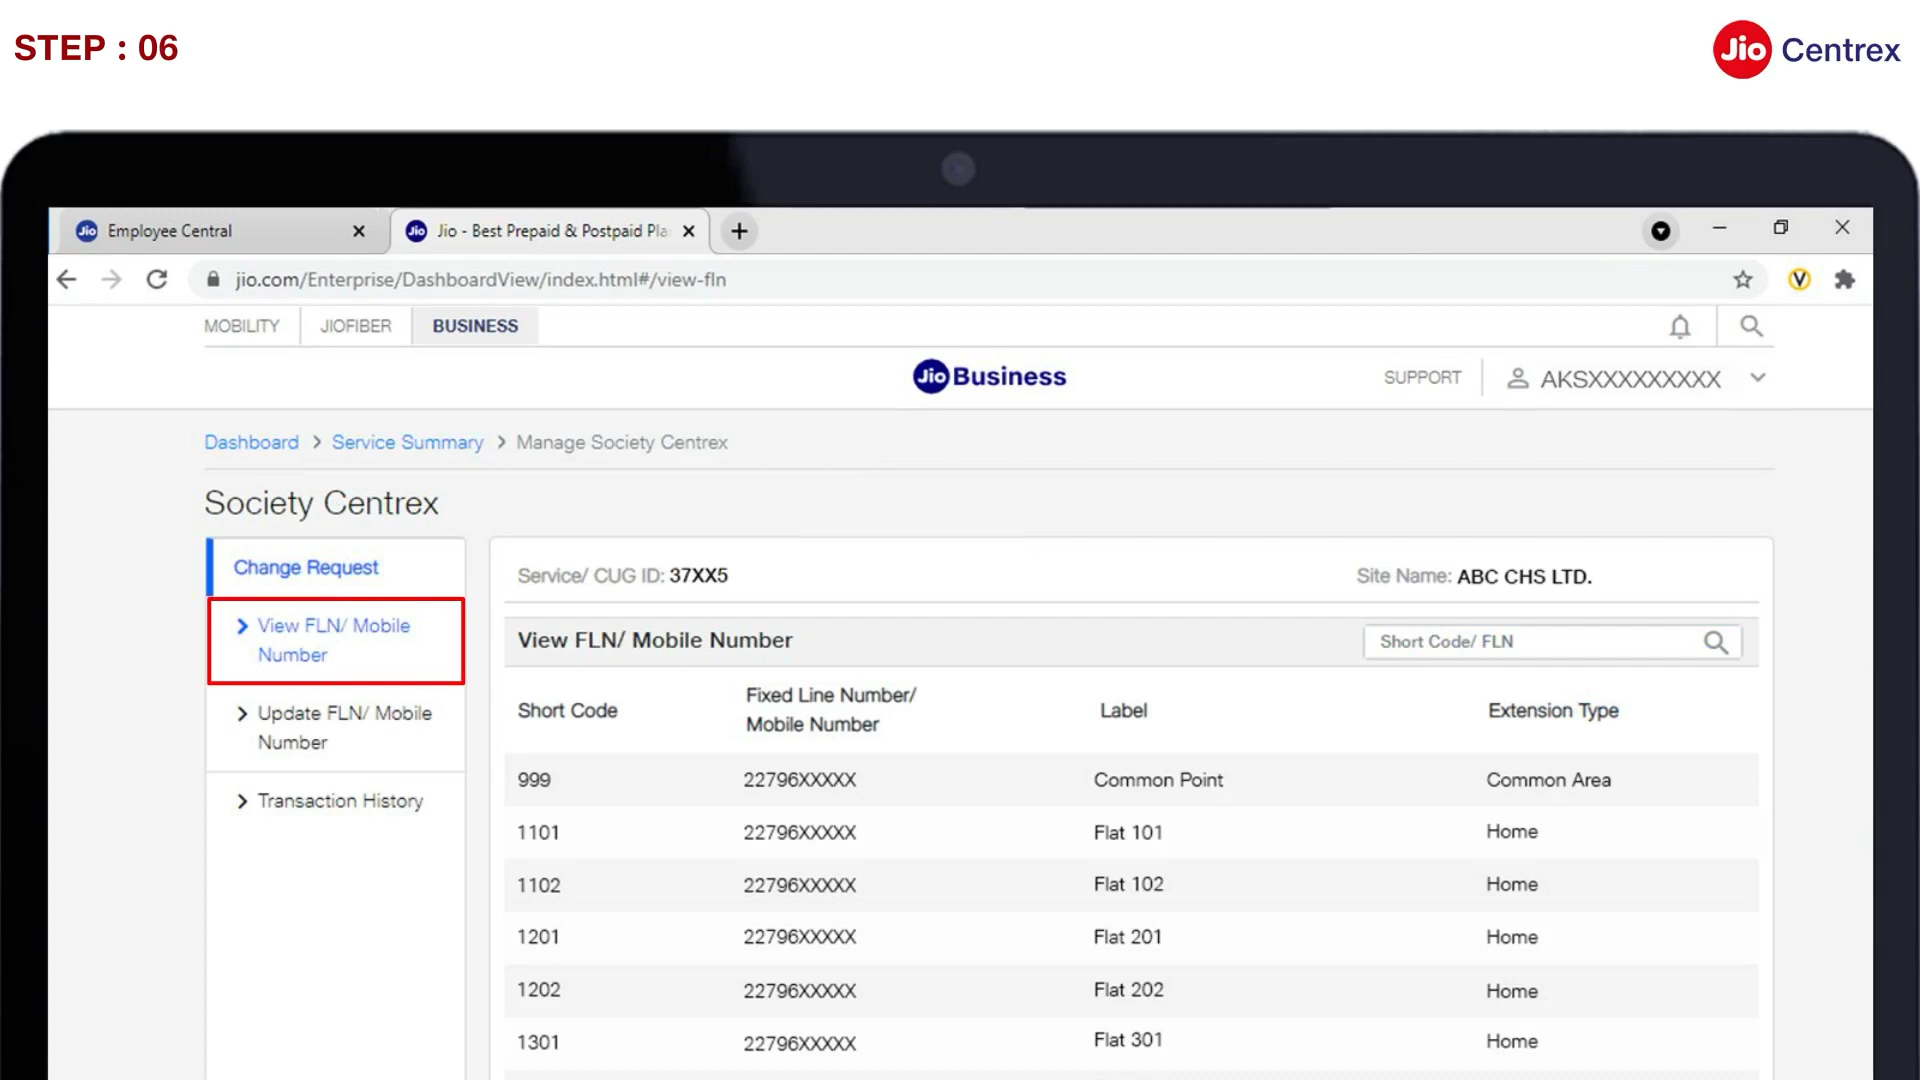 STEP : 06
Jio Centrex
Jio Employee Central
Jio Jio - Best Prepaid & Postpaid Pla
jio.com/Enterprise/DashboardView/index.html#/view-fln
V
MOBILITY JIOFIBER BUSINESS
Jio Business
SUPPORT AKSXXXXXXXXXX
Dashboard > Service Summary > Manage Society Centrex
Society Centrex
Change Request
View FLN/ Mobile
Number
Update FLN/ Mobile
Number
Transaction History
Service/ CUG ID: 37XX5 Site Name: ABC CHS LTD.
View FLN/ Mobile Number Short Code/ FLN
Short Code Fixed Line Number/
Mobile Number Label Extension Type
999 22796XXXXX Common Point Common Area
1101 22796XXXXX Flat 101 Home
1102 22796XXXXX Flat 102 Home
1201 22796XXXXX Flat 201 Home
1202 22796XXXXX Flat 202 Home
1301 22796XXXXX Flat 301 Home